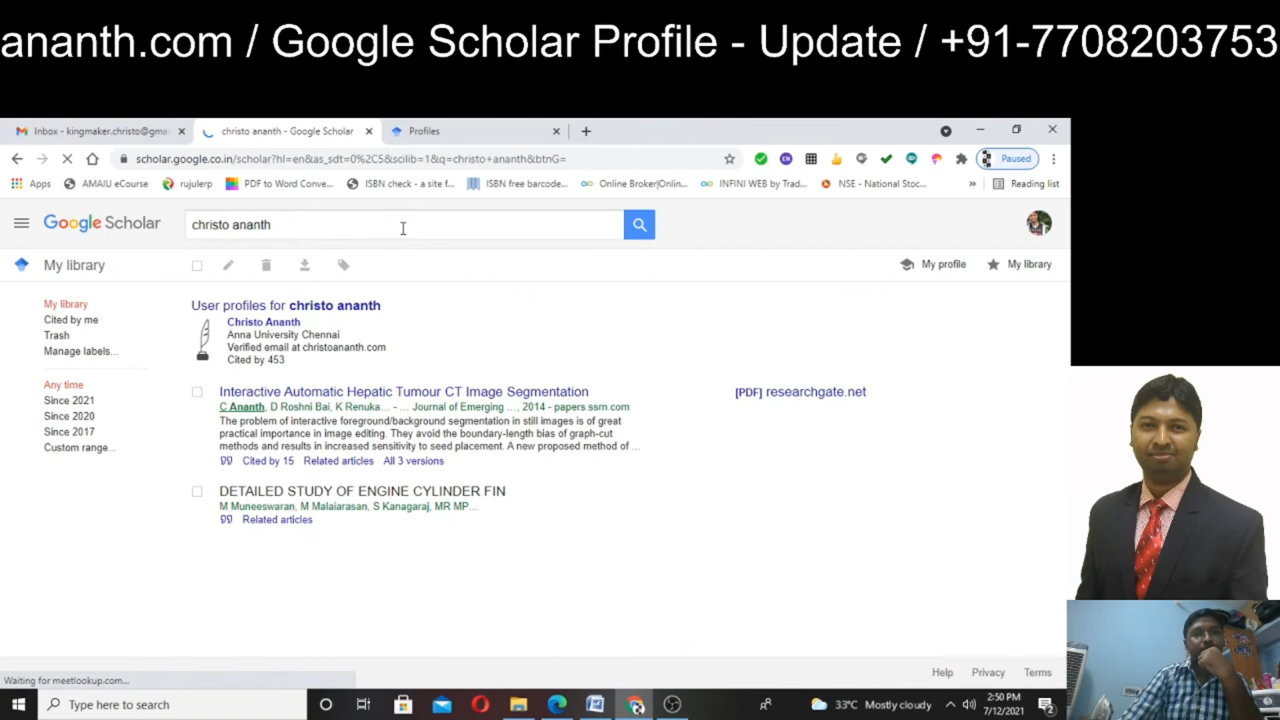 ananth.com / Google Scholar Profile - Update / +91-7708203753
Inbox - kingmaker.christo@gma
christo ananth - Google Scholar
Profiles
scholar.google.co.in/scholar?hl=en&as_sdt=0%2C5&scilib=1&q=christo+ananth&btnG=
Paused
Apps
AMAIU eCourse
rujulerp
PDF to Word Conve...
ISBN check - a site f...
ISBN free barcode...
Online Broker|Onlin...
INFINI WEB by Trad...
NSE - National Stoc...
»
Reading list
Google Scholar
christo ananth
My library
My profile
My library
My library
Cited by me
Trash
Manage labels...
Any time
Since 2021
Since 2020
Since 2017
Custom range...
User profiles for christo ananth
Christo Ananth
Anna University Chennai
Verified email at christoananth.com
Cited by 453
Interactive Automatic Hepatic Tumour CT Image Segmentation
[PDF] researchgate.net
C Ananth, D Roshni Bai, K Renuka... - ... Journal of Emerging ..., 2014 - papers.ssrn.com
The problem of interactive foreground/background segmentation in still images is of great
practical importance in image editing. They avoid the boundary-length bias of graph-cut
methods and results in increased sensitivity to seed placement. A new proposed method of ...
Cited by 15 Related articles All 3 versions
DETAILED STUDY OF ENGINE CYLINDER FIN
M Muneeswaran, M Malaiarasan, S Kanagaraj, MR MP...
Related articles
Help
Privacy
Terms
Waiting for meetlookup.com...
Type here to search
33°C Mostly cloudy
2:50 PM
7/12/2021
2